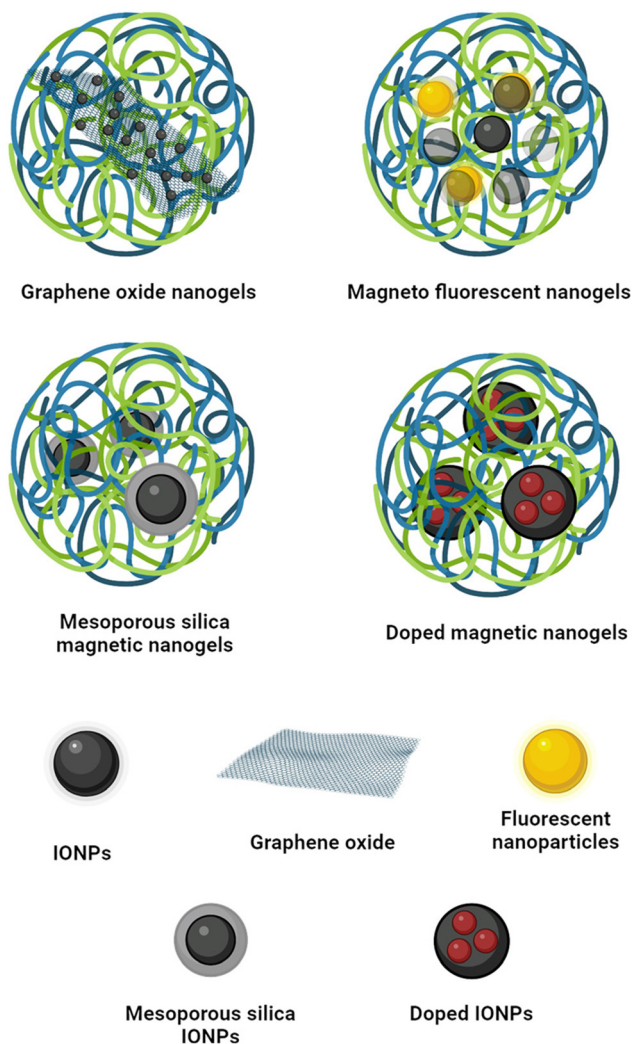 Graphene oxide nanogels
Magneto fluorescent nanogels
Mesoporous silica
magnetic nanogels
Doped magnetic nanogels
IONPs
Graphene oxide
Fluorescent
nanoparticles
Mesoporous silica
IONPs
Doped IONPs